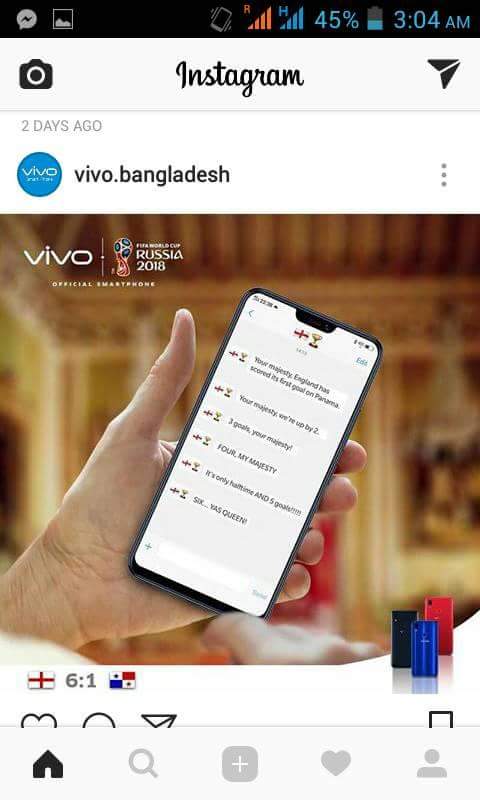 R
H
45%
3:04 AM
Instagram
2 DAYS AGO
vivo
vivo.bangladesh
vivo
FIFA WORLD CUP
RUSSIA
2018
OFFICIAL SMARTPHONE
Edit
Your majesty, England has
scored its first goal on Panama.
Your majesty, we're up by 2.
3 goals, your majesty!
FOUR, MY MAJESTY
It's only halftime AND 5 goals!!!!!
SIX... YAS QUEEN!
Send
6:1